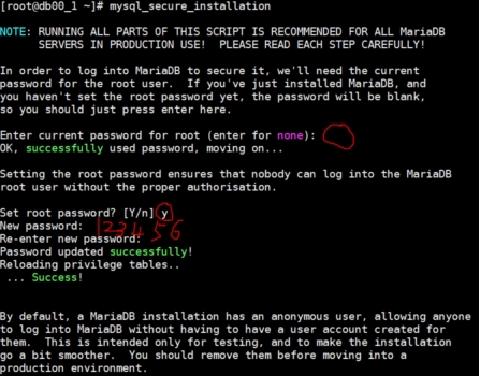 [root@db00_1 ~]# mysql_secure_installation
NOTE: RUNNING ALL PARTS OF THIS SCRIPT IS RECOMMENDED FOR ALL MariaDB
SERVERS IN PRODUCTION USE! PLEASE READ EACH STEP CAREFULLY!
In order to log into MariaDB to secure it, we'll need the current
password for the root user. If you've just installed MariaDB, and
you haven't set the root password yet, the password will be blank,
so you should just press enter here.
Enter current password for root (enter for none):
OK, successfully used password, moving on...
Setting the root password ensures that nobody can log into the MariaDB
root user without the proper authorisation.
Set root password? [Y/n] y
New password: 123456
Re-enter new password:
Password updated successfully!
Reloading privilege tables..
... Success!
By default, a MariaDB installation has an anonymous user, allowing anyone
to log into MariaDB without having to have a user account created for
them. This is intended only for testing, and to make the installation
go a bit smoother. You should remove them before moving into a
production environment.